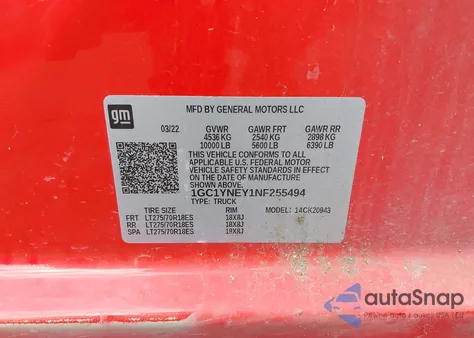 gm
MFD BY GENERAL MOTORS LLC
03/22 GVWR GAWR FRT GAWR RR
4536 KG 2540 KG 2898 KG
10000 LB 5600 LB 6390 LB
THIS VEHICLE CONFORMS TO ALL
APPLICABLE U.S. FEDERAL MOTOR
VEHICLE SAFETY STANDARDS IN EFFECT
ON THE DATE OF MANUFACTURE SHOWN ABOVE.
1GC1YNEY1NF255494
TYPE: TRUCK MODEL: 14CK20943
TIRE SIZE RIM
FRT LT275/70R18ES 18X8J
RR LT275/70R18ES 18X8J
SPA LT275/70R18ES 18X8J
autoSnap